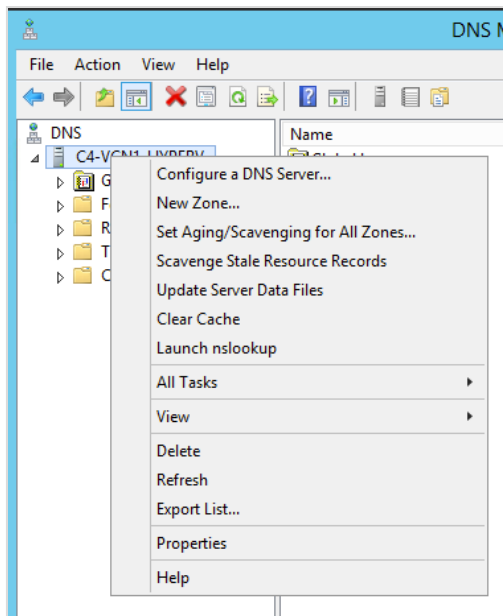 DNS M
File Action View Help
DNS
Name
C4-VCN1-HYPERV
G
F
R
T
C
Configure a DNS Server...
New Zone...
Set Aging/Scavenging for All Zones...
Scavenge Stale Resource Records
Update Server Data Files
Clear Cache
Launch nslookup
All Tasks
View
Delete
Refresh
Export List...
Properties
Help